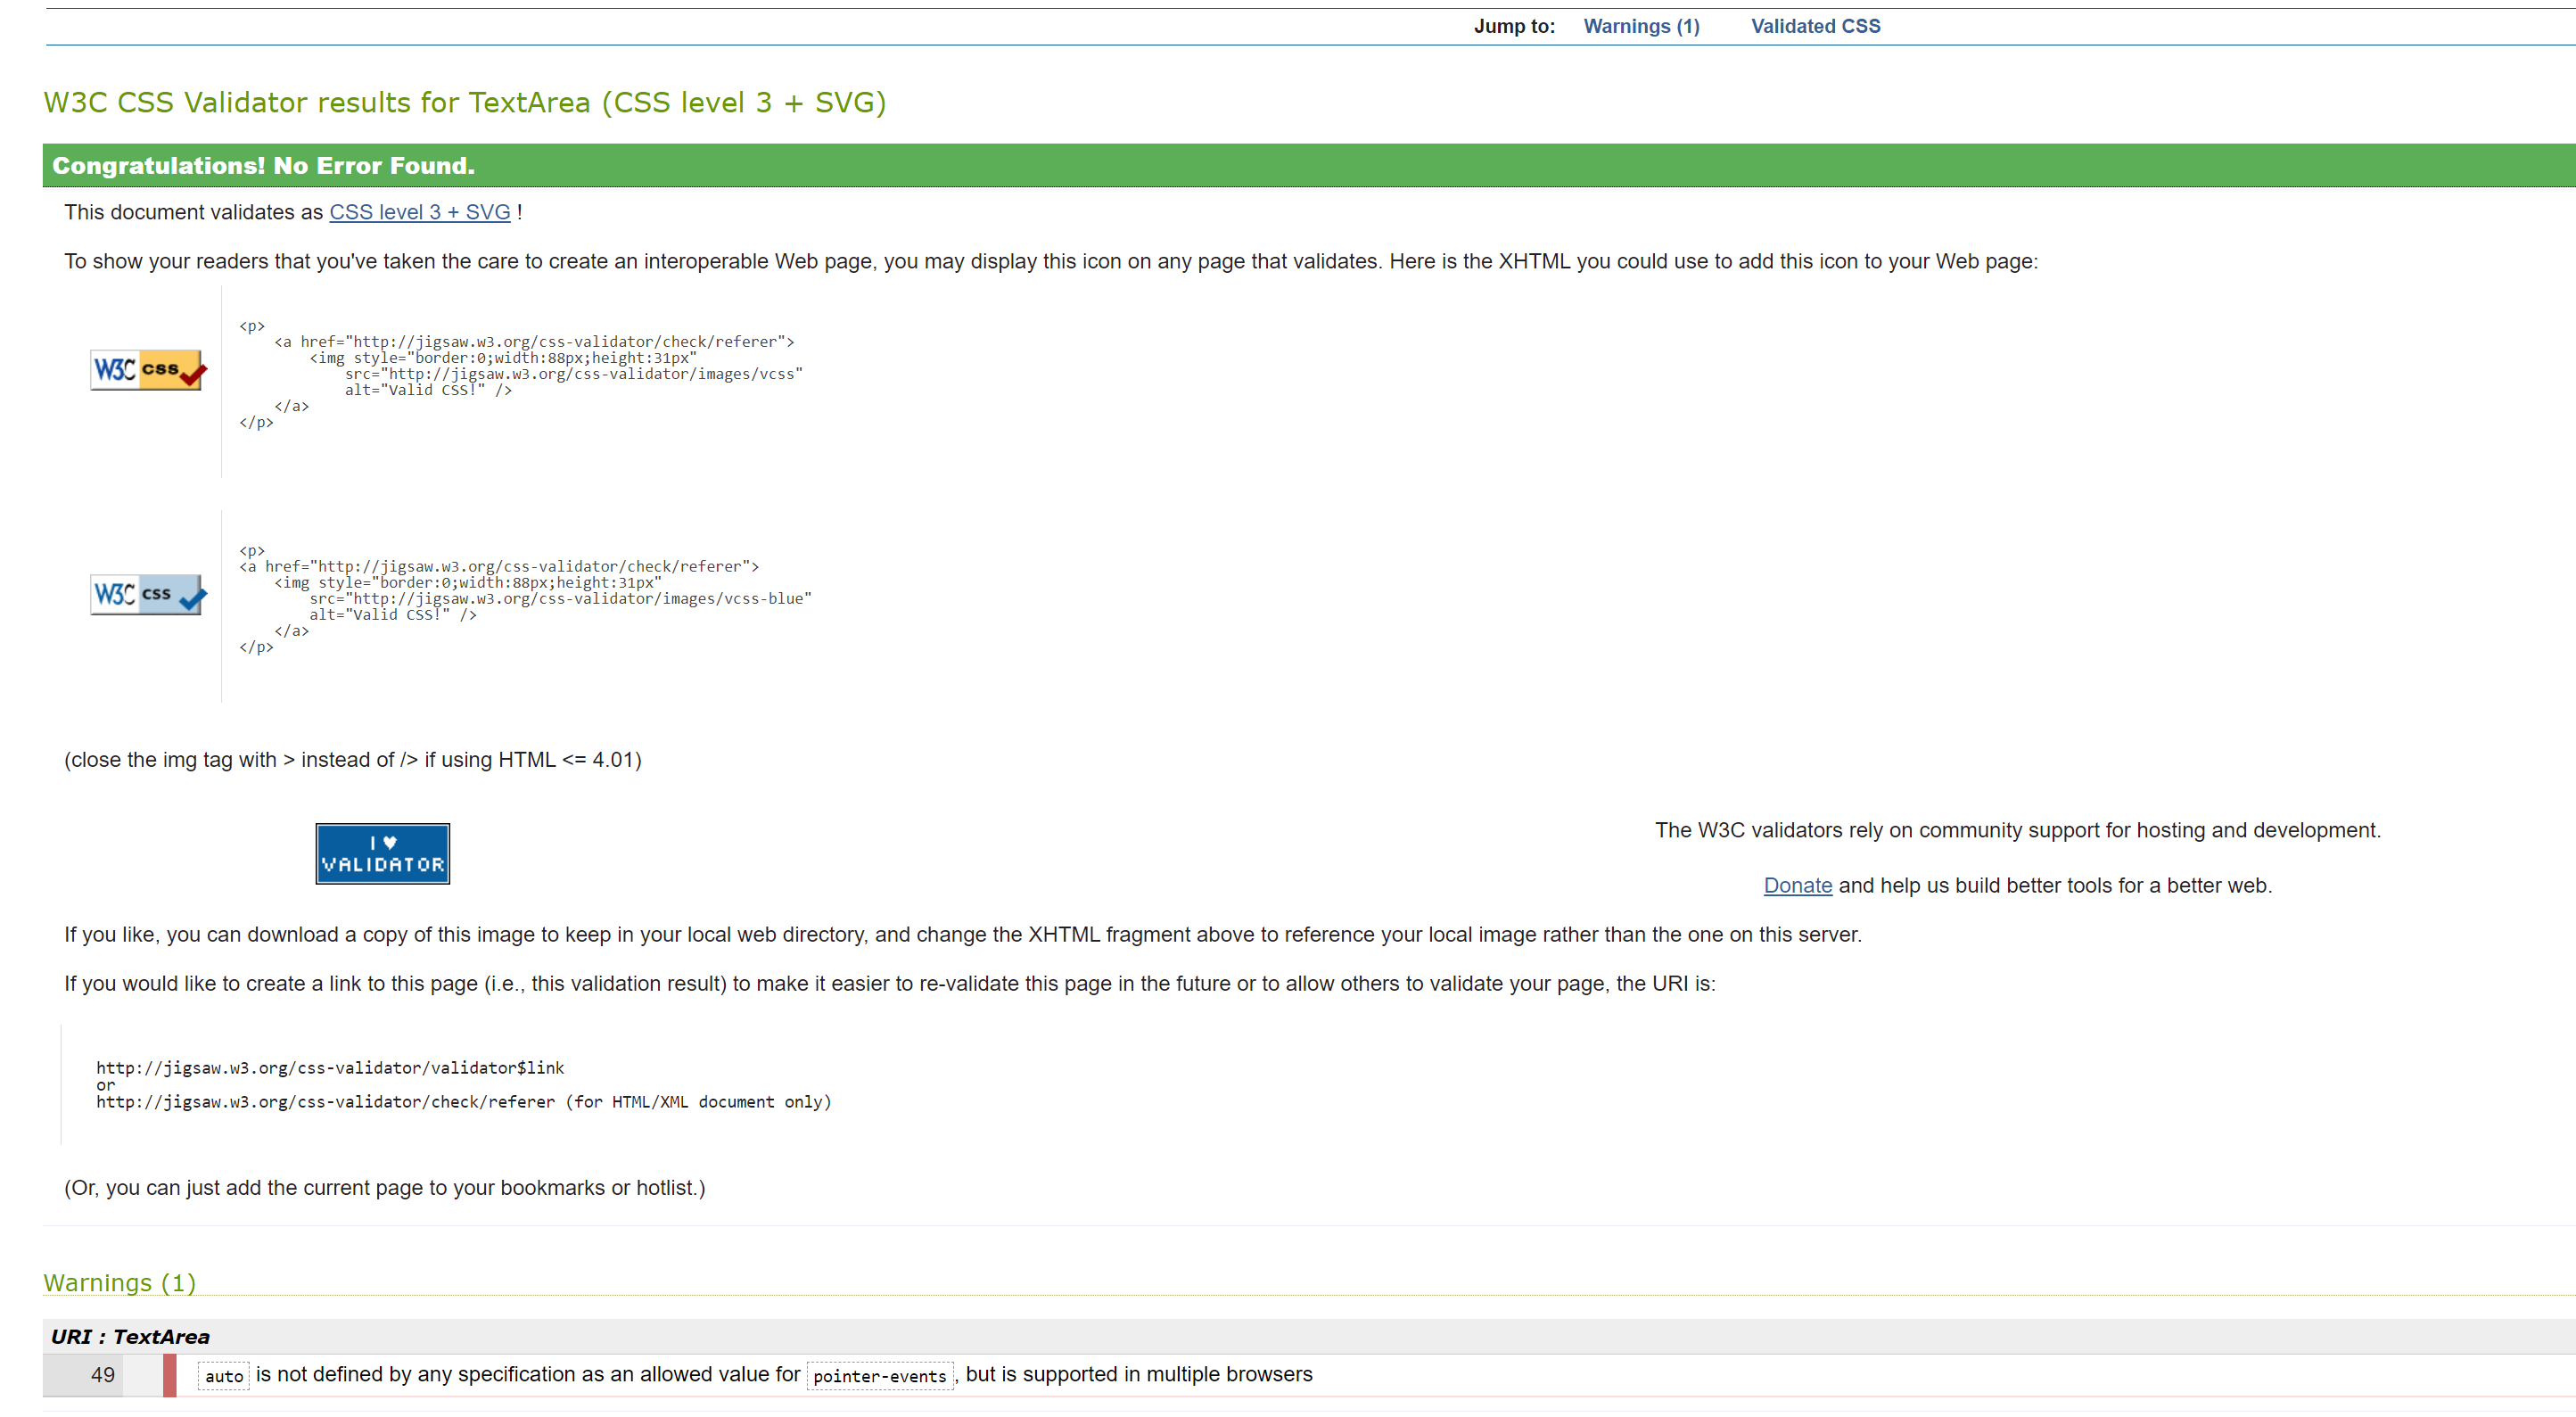 Jump to: Warnings (1) Validated CSS
W3C CSS Validator results for TextArea (CSS level 3 + SVG)
Congratulations! No Error Found.
This document validates as CSS level 3 + SVG !
To show your readers that you've taken the care to create an interoperable Web page, you may display this icon on any page that validates. Here is the XHTML you could use to add this icon to your Web page:
W3C css
<p>
<a href="http://jigsaw.w3.org/css-validator/check/referer">
<img style="border:0;width:88px;height:31px"
src="http://jigsaw.w3.org/css-validator/images/vcss"
alt="Valid CSS!" />
</a>
</p>
W3C css
<p>
<a href="http://jigsaw.w3.org/css-validator/check/referer">
<img style="border:0;width:88px;height:31px"
src="http://jigsaw.w3.org/css-validator/images/vcss-blue"
alt="Valid CSS!" />
</a>
</p>
(close the img tag with > instead of /> if using HTML <= 4.01)
I ♥
VALIDATOR
The W3C validators rely on community support for hosting and development.
Donate and help us build better tools for a better web.
If you like, you can download a copy of this image to keep in your local web directory, and change the XHTML fragment above to reference your local image rather than the one on this server.
If you would like to create a link to this page (i.e., this validation result) to make it easier to re-validate this page in the future or to allow others to validate your page, the URI is:
http://jigsaw.w3.org/css-validator/validator$link
or
http://jigsaw.w3.org/css-validator/check/referer (for HTML/XML document only)
(Or, you can just add the current page to your bookmarks or hotlist.)
Warnings (1)
URI : TextArea
49 auto is not defined by any specification as an allowed value for pointer-events, but is supported in multiple browsers